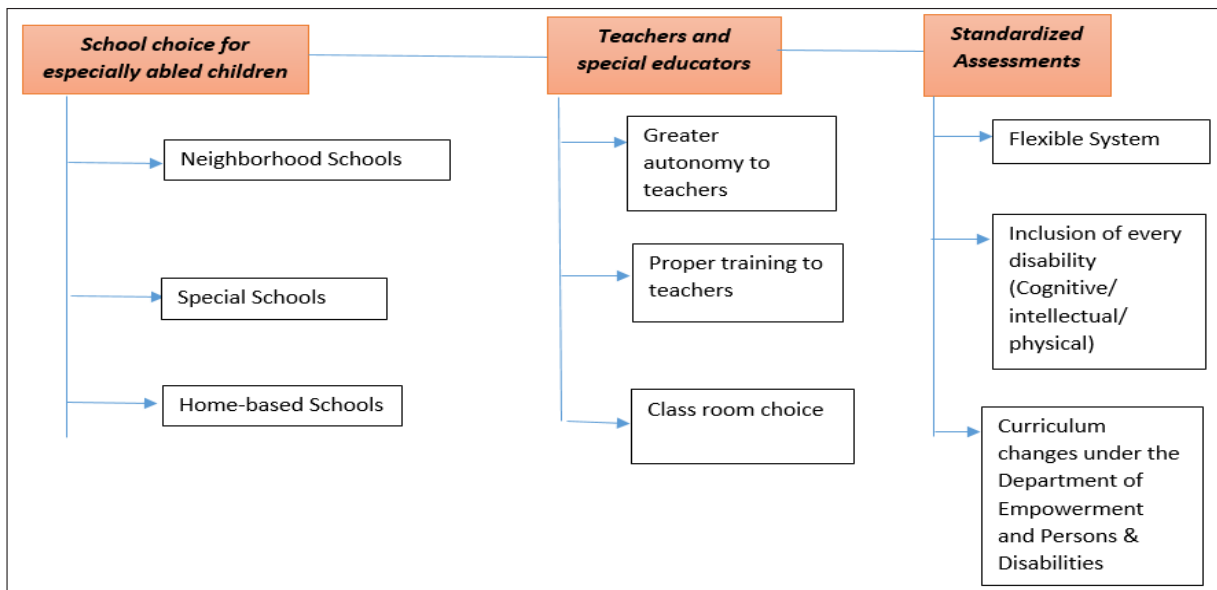 School choice for
especially abled children
Neighborhood Schools
Special Schools
Home-based Schools
Teachers and
special educators
Greater
autonomy to
teachers
Proper training to
teachers
Class room choice
Standardized
Assessments
Flexible System
Inclusion of every
disability
(Cognitive/
intellectual/
physical)
Curriculum
changes under the
Department of
Empowerment
and Persons &
Disabilities